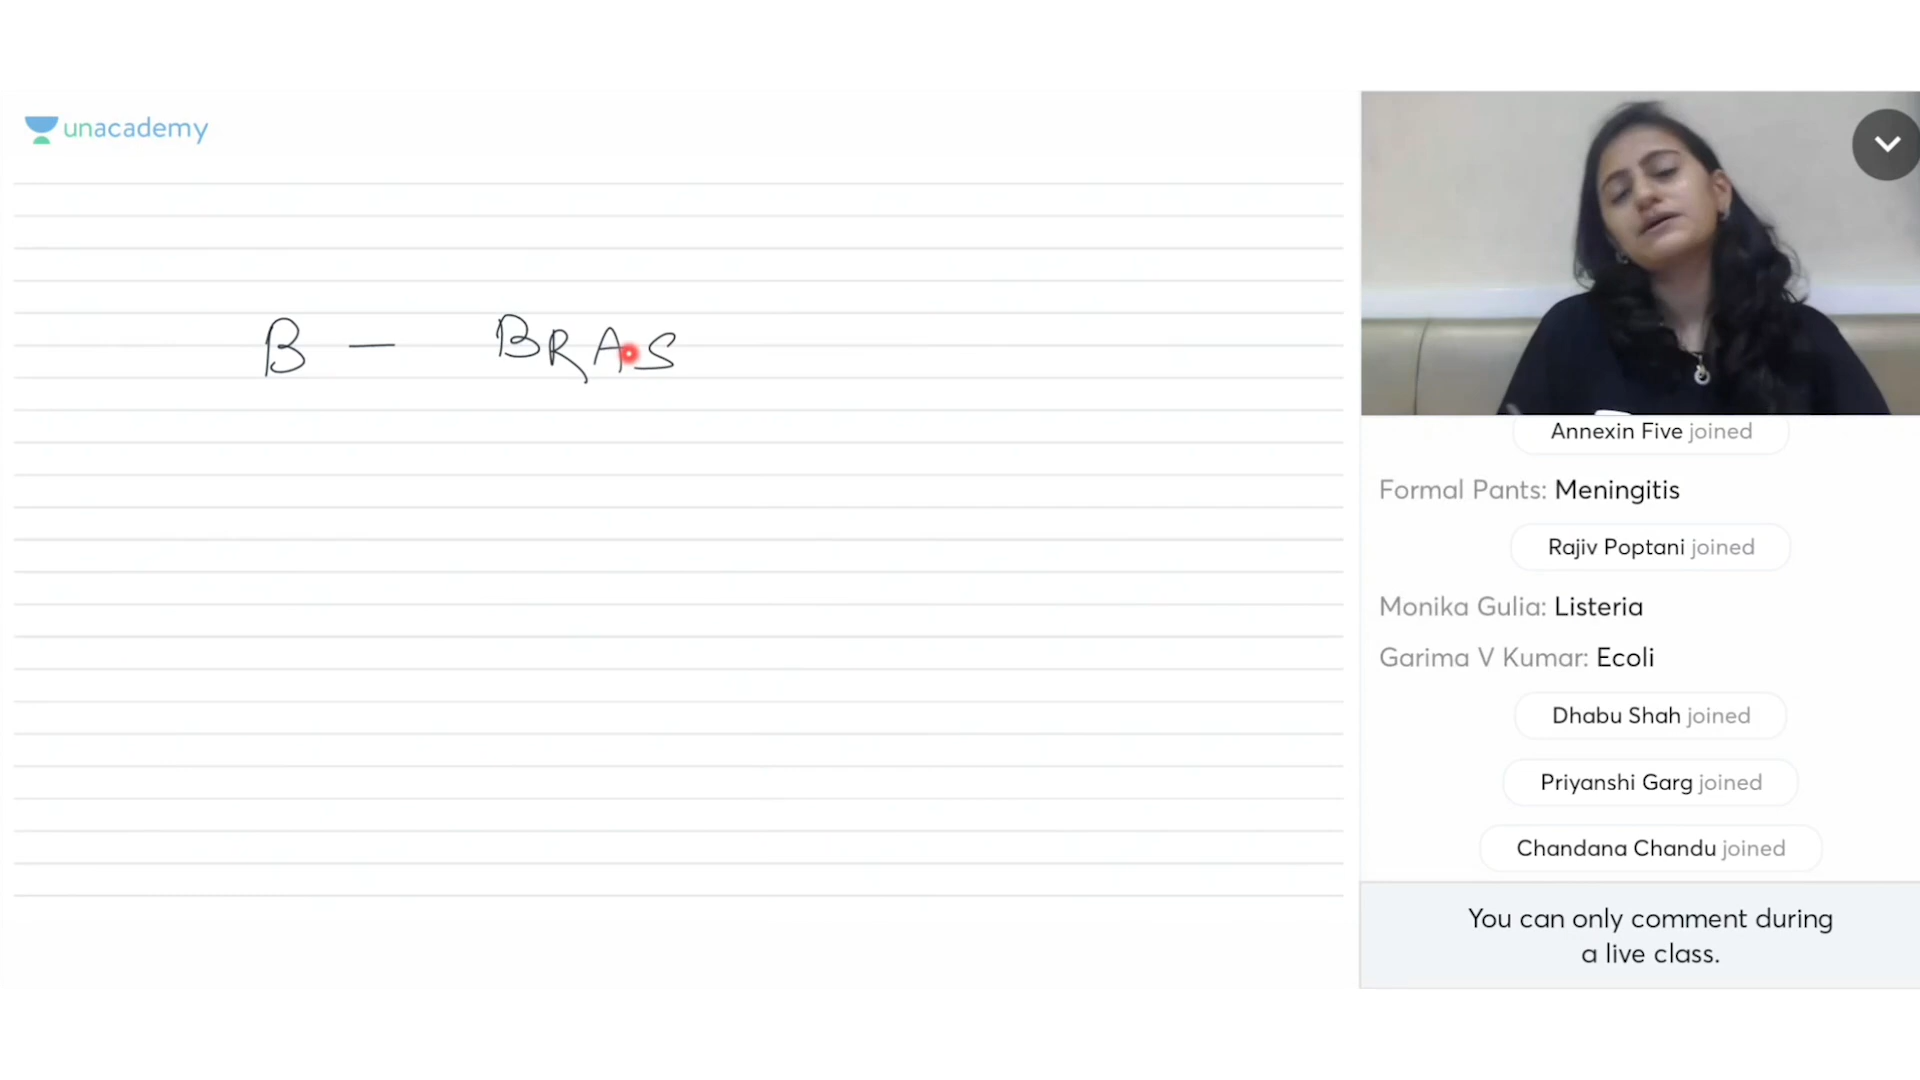 unacademy
B - BRAS
Annexin Five joined
Formal Pants: Meningitis
Rajiv Poptani joined
Monika Gulia: Listeria
Garima V Kumar: Ecoli
Dhabu Shah joined
Priyanshi Garg joined
Chandana Chandu joined
You can only comment during
a live class.